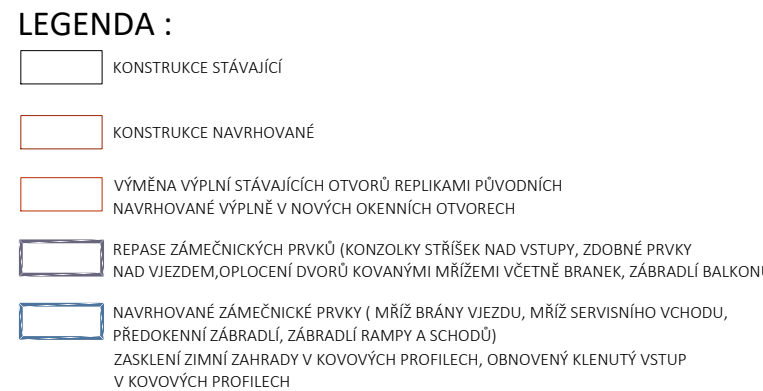 LEGENDA :
KONSTRUKCE STÁVAJÍCÍ
KONSTRUKCE NAVRHOVANÉ
VÝMĚNA VÝPLNÍ STÁVAJÍCÍCH OTVORŮ REPLIKAMI PŮVODNÍCH
NAVRHOVANÉ VÝPLNĚ V NOVÝCH OKENNÍCH OTVORECH
REPASE ZÁMEČNICKÝCH PRVKŮ (KONZOLKY STŘÍŠEK NAD VSTUPY, ZDOBNÉ PRVKY
NAD VJEZDEM,OPLOCENÍ DVORŮ KOVANÝMI MŘÍŽEMI VČETNĚ BRANEK, ZÁBRADLÍ BALKONU
NAVRHOVANÉ ZÁMEČNICKÉ PRVKY ( MŘÍŽ BRÁNY VJEZDU, MŘÍŽ SERVISNÍHO VCHODU,
PŘEDOKENNÍ ZÁBRADLÍ, ZÁBRADLÍ RAMPY A SCHODŮ)
ZASKLENÍ ZIMNÍ ZAHRADY V KOVOVÝCH PROFILECH, OBNOVENÝ KLENUTÝ VSTUP
V KOVOVÝCH PROFILECH